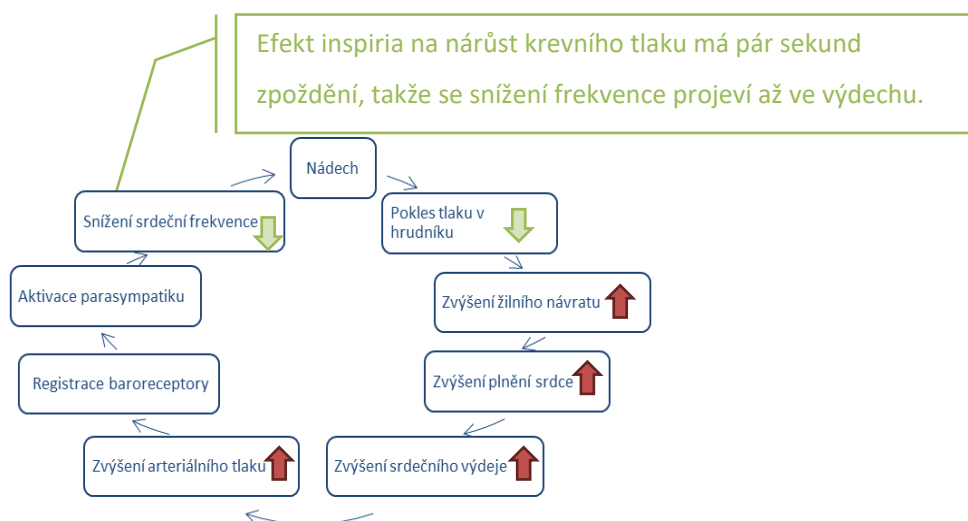 Efekt inspiria na nárůst krevního tlaku má pár sekund
zpoždění, takže se snížení frekvence projeví až ve výdechu.
Nádech
Pokles tlaku v
hrudníku
Zvýšení žilního návratu
Zvýšení plnění srdce
Zvýšení srdečního výdeje
Zvýšení arteriálního tlaku
Registrace baroreceptory
Aktivace parasympatiku
Snížení srdeční frekvence